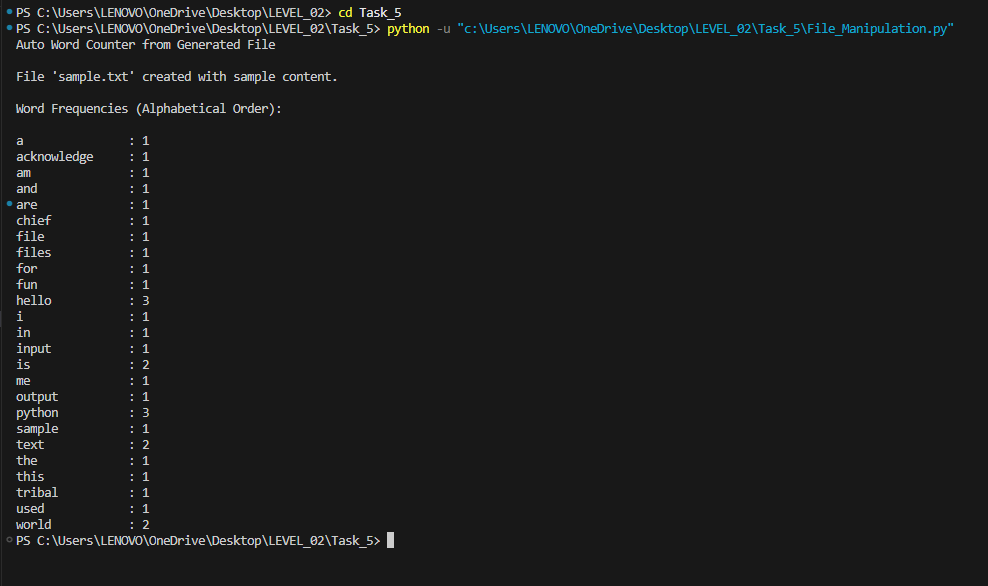 PS C:\Users\LENOVO\OneDrive\Desktop\LEVEL_02> cd Task_5
PS C:\Users\LENOVO\OneDrive\Desktop\LEVEL_02\Task_5> python -u "c:\Users\LENOVO\OneDrive\Desktop\LEVEL_02\Task_5\File_Manipulation.py"
Auto Word Counter from Generated File
File 'sample.txt' created with sample content.
Word Frequencies (Alphabetical Order):
a : 1
acknowledge : 1
am : 1
and : 1
are : 1
chief : 1
file : 1
files : 1
for : 1
fun : 1
hello : 3
i : 1
in : 1
input : 1
is : 2
me : 1
output : 1
python : 3
sample : 1
text : 2
the : 1
this : 1
tribal : 1
used : 1
world : 2
PS C:\Users\LENOVO\OneDrive\Desktop\LEVEL_02\Task_5>